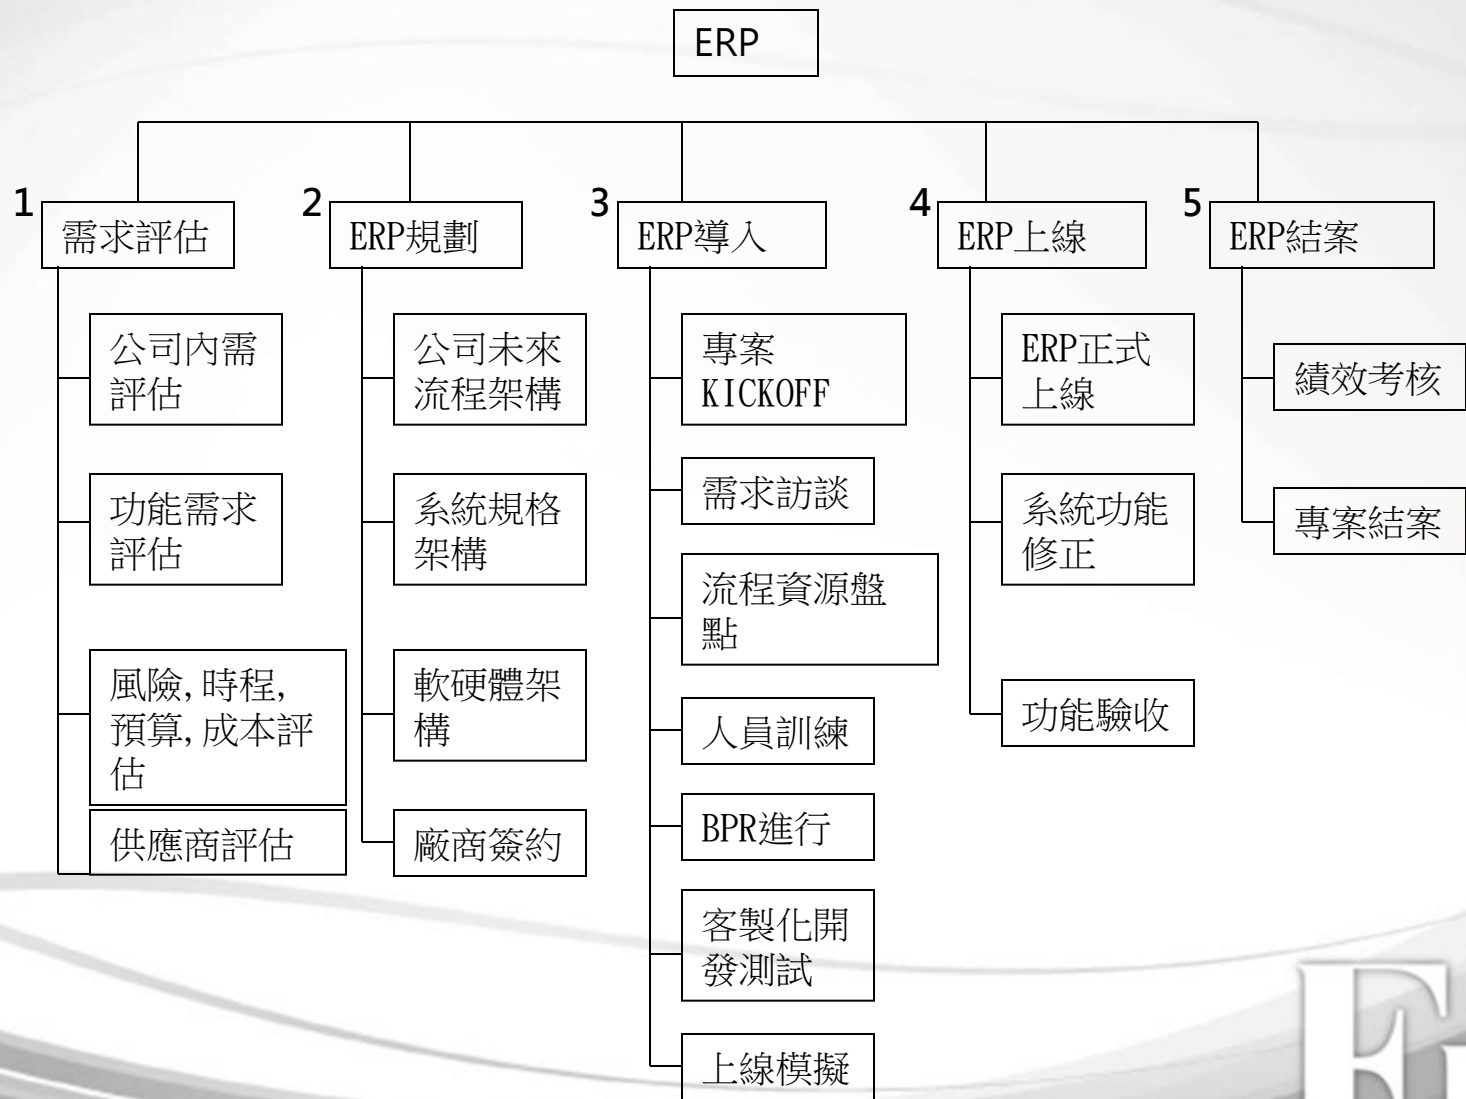 ERP
1
需求評估
公司內需
評估
功能需求
評估
風險,時程,
預算,成本評
估
供應商評估
2
ERP規劃
公司未來
流程架構
系統規格
架構
軟硬體架
構
廠商簽約
3
ERP導入
專案
KICKOFF
需求訪談
流程資源盤
點
人員訓練
BPR進行
客製化開
發測試
上線模擬
4
ERP上線
ERP正式
上線
系統功能
修正
功能驗收
5
ERP結案
績效考核
專案結案